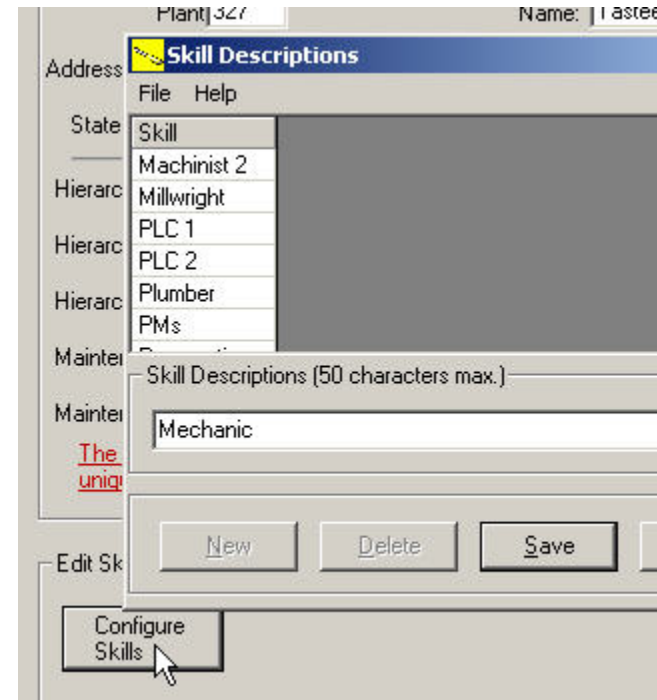 Plant 327 Name: Tastee
Skill Descriptions
Address
File Help
State
Skill
Machinist 2
Hierarc
Millwright
PLC 1
Hierarc
PLC 2
Plumber
Hierarc
PMs
Mainten
Skill Descriptions (50 characters max.)
Mainten
Mechanic
The
uniq
New Delete Save
Edit Sk
Configure
Skills